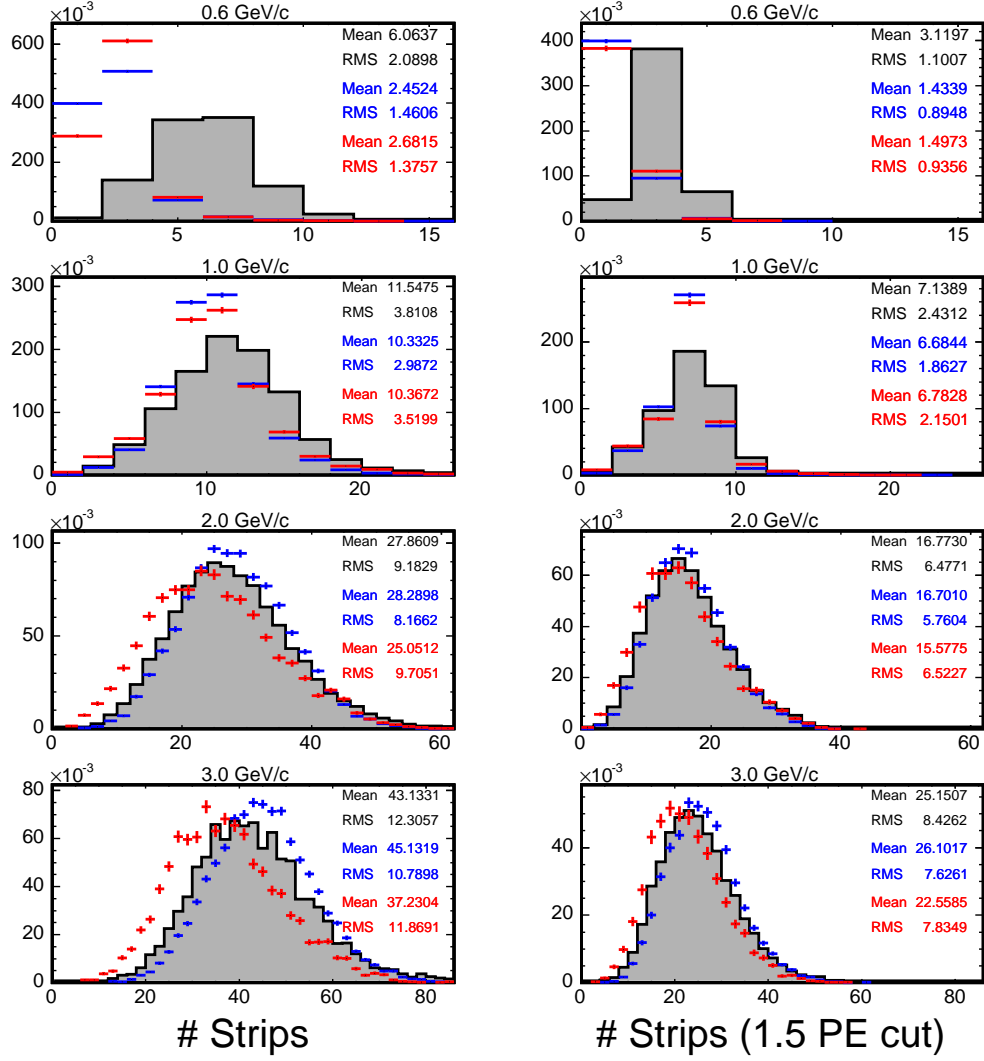 ×10⁻³ 0.6 GeV/c
600
400
200
0
0 5 10 15
Mean 6.0637
RMS 2.0898
Mean 2.4524
RMS 1.4606
Mean 2.6815
RMS 1.3757
×10⁻³ 0.6 GeV/c
400
300
200
100
0
0 5 10 15
Mean 3.1197
RMS 1.1007
Mean 1.4339
RMS 0.8948
Mean 1.4973
RMS 0.9356
×10⁻³ 1.0 GeV/c
300
200
100
0
0 10 20
Mean 11.5475
RMS 3.8108
Mean 10.3325
RMS 2.9872
Mean 10.3672
RMS 3.5199
×10⁻³ 1.0 GeV/c
200
100
0
0 10 20
Mean 7.1389
RMS 2.4312
Mean 6.6844
RMS 1.8627
Mean 6.7828
RMS 2.1501
×10⁻³ 2.0 GeV/c
100
50
0
0 20 40 60
Mean 27.8609
RMS 9.1829
Mean 28.2898
RMS 8.1662
Mean 25.0512
RMS 9.7051
×10⁻³ 2.0 GeV/c
60
40
20
0
0 20 40 60
Mean 16.7730
RMS 6.4771
Mean 16.7010
RMS 5.7604
Mean 15.5775
RMS 6.5227
×10⁻³ 3.0 GeV/c
80
60
40
20
0
0 20 40 60 80
Mean 43.1331
RMS 12.3057
Mean 45.1319
RMS 10.7898
Mean 37.2304
RMS 11.8691
# Strips
×10⁻³ 3.0 GeV/c
40
20
0
0 20 40 60 80
Mean 25.1507
RMS 8.4262
Mean 26.1017
RMS 7.6261
Mean 22.5585
RMS 7.8349
# Strips (1.5 PE cut)